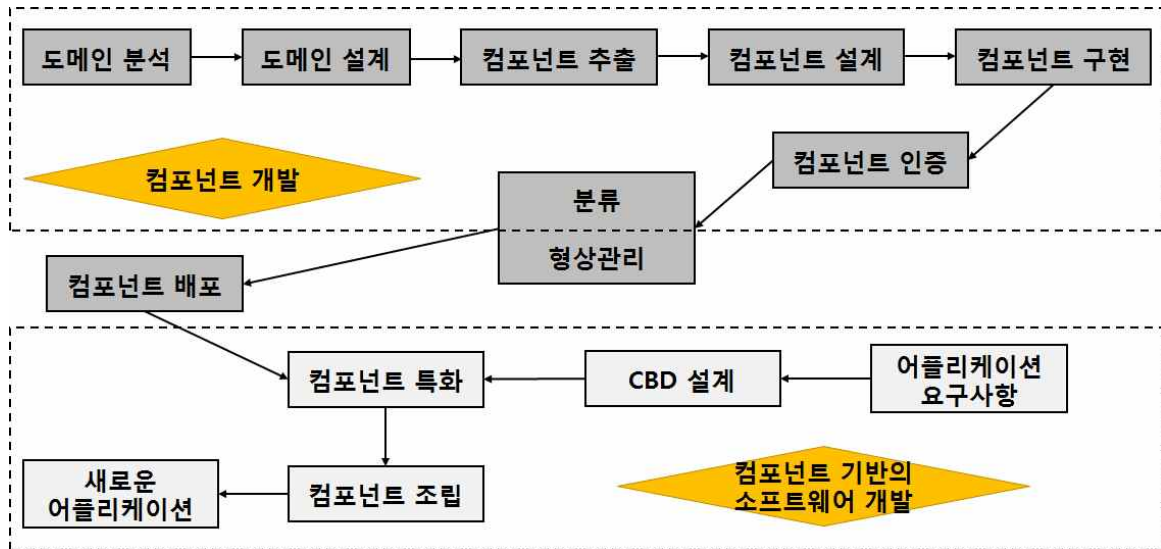 도메인 분석
도메인 설계
컴포넌트 추출
컴포넌트 설계
컴포넌트 구현
컴포넌트 인증
컴포넌트 개발
분류
형상관리
컴포넌트 배포
컴포넌트 특화
CBD 설계
어플리케이션
요구사항
새로운
어플리케이션
컴포넌트 조립
컴포넌트 기반의
소프트웨어 개발